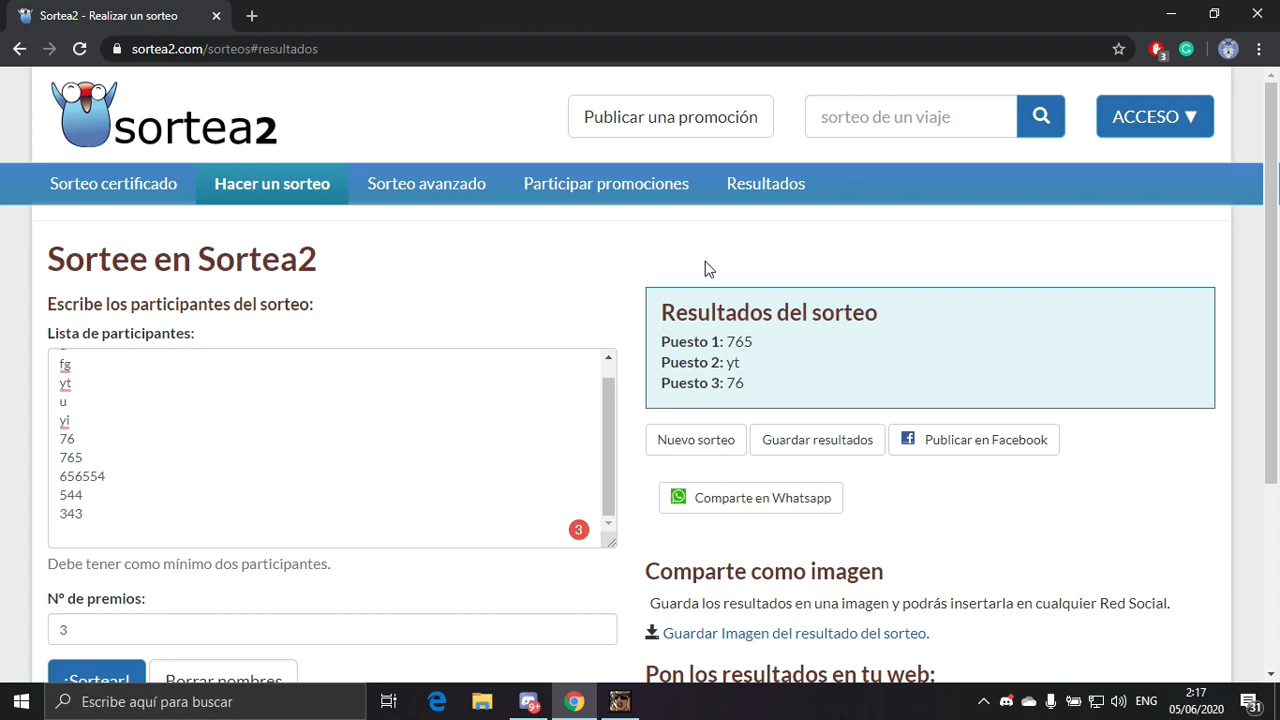 Sortea2 - Realizar un sorteo
sortea2.com/sorteos#resultados
3
sortea2
Publicar una promoción
sorteo de un viaje
ACCESO ▼
Sorteo certificado
Hacer un sorteo
Sorteo avanzado
Participar promociones
Resultados
Sortee en Sortea2
Escribe los participantes del sorteo:
Lista de participantes:
fg
yt
u
yi
76
765
656554
544
343
3
Debe tener como mínimo dos participantes.
Nº de premios:
3
¡Sortear!
Borrar nombres
Resultados del sorteo
Puesto 1: 765
Puesto 2: yt
Puesto 3: 76
Nuevo sorteo
Guardar resultados
Publicar en Facebook
Comparte en Whatsapp
Comparte como imagen
Guarda los resultados en una imagen y podrás insertarla en cualquier Red Social.
Guardar Imagen del resultado del sorteo.
Pon los resultados en tu web:
Escribe aquí para buscar
ENG
2:17
05/06/2020
31